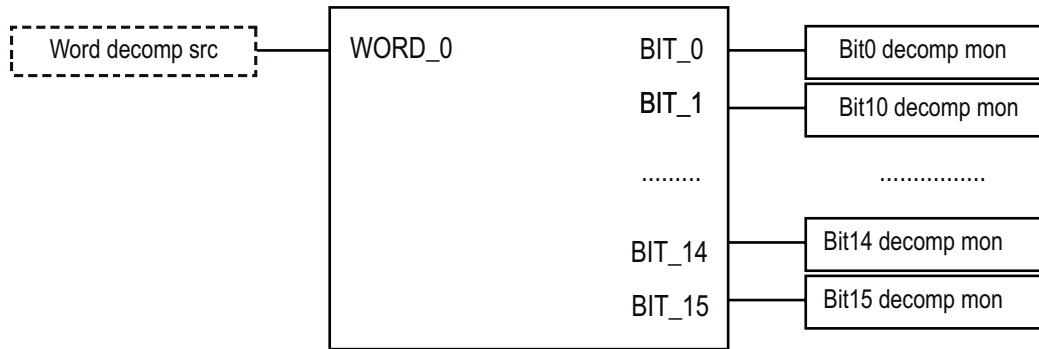 Word decomp src WORD_0 BIT_0 Bit0 decomp mon
BIT_1 Bit10 decomp mon
......... ................
BIT_14 Bit14 decomp mon
BIT_15 Bit15 decomp mon